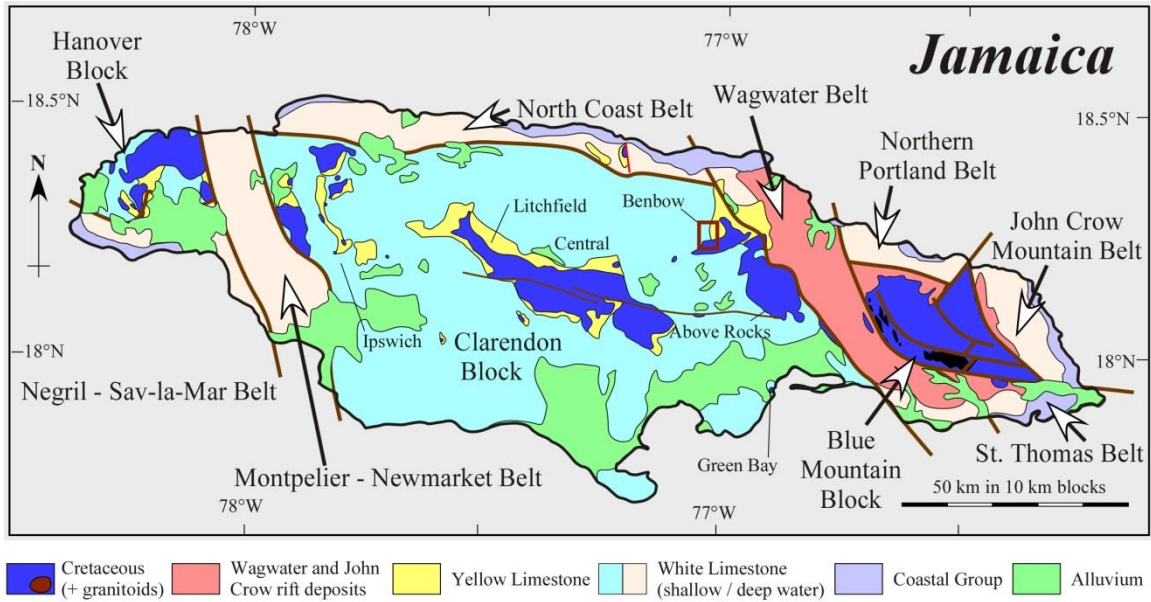 78°W
77°W
Jamaica
Hanover
Block
18.5°N
North Coast Belt
Wagwater Belt
18.5°N
Northern
Portland Belt
N
Litchfield
Benbow
Central
John Crow
Mountain Belt
Ipswich
Above Rocks
Clarendon
Block
18°N
18°N
Negril - Sav-la-Mar Belt
Montpelier - Newmarket Belt
Green Bay
Blue
Mountain
Block
St. Thomas Belt
50 km in 10 km blocks
78°W
77°W
Cretaceous
(+ granitoids)
Wagwater and John
Crow rift deposits
Yellow Limestone
White Limestone
(shallow / deep water)
Coastal Group
Alluvium